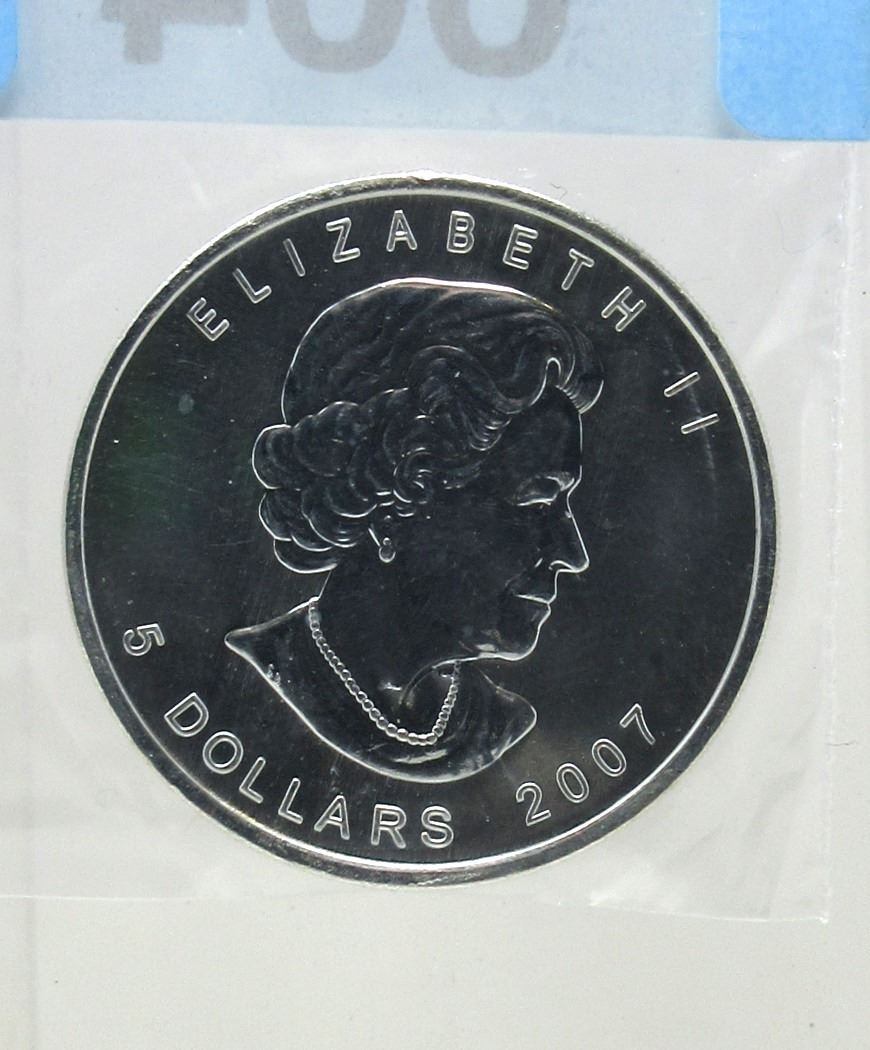 ELIZABETH II
5 DOLLARS 2007